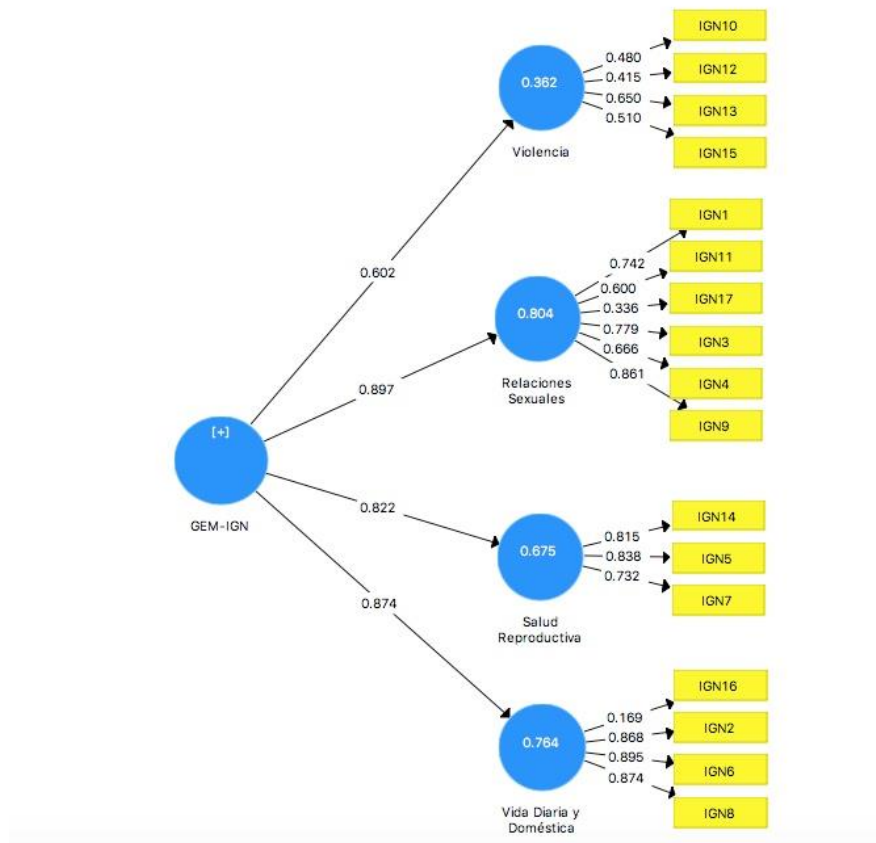 IGN10
0.480
IGN12
0.415
0.362
0.650
IGN13
0.510
Violencia
IGN15
IGN1
0.742
IGN11
0.602
0.600
IGN17
0.336
0.804
0.779
IGN3
0.666
0.861
IGN4
0.897
Relaciones
Sexuales
IGN9
[+]
GEM-IGN
0.822
IGN14
0.815
0.675
0.838
IGN5
0.732
IGN7
0.874
Salud
Reproductiva
IGN16
0.169
IGN2
0.868
0.764
0.895
IGN6
0.874
IGN8
Vida Diaria y
Doméstica